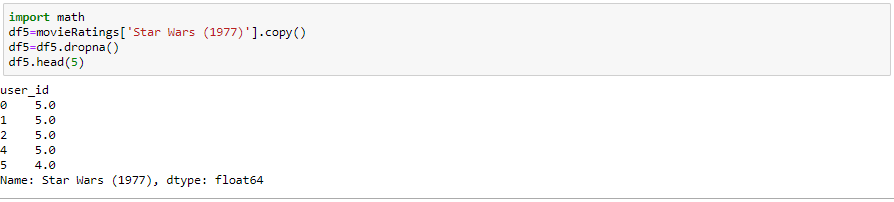 import math
df5=movieRatings['Star Wars (1977)'].copy()
df5=df5.dropna()
df5.head(5)
user_id
0    5.0
1    5.0
2    5.0
4    5.0
5    4.0
Name: Star Wars (1977), dtype: float64